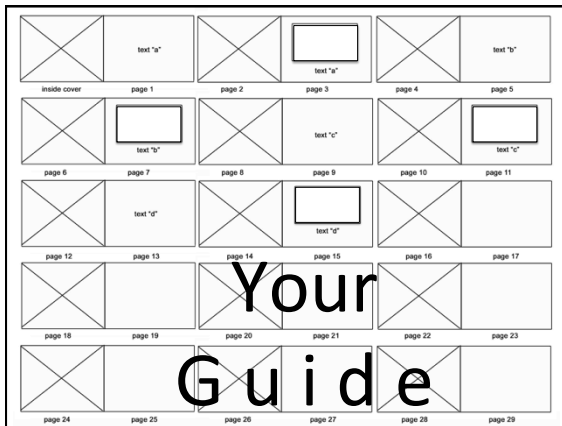 text "a"
text "a"
text "b"
inside cover page 1 page 2 page 3 page 4 page 5
text "b"
text "c"
text "c"
page 6 page 7 page 8 page 9 page 10 page 11
text "d"
text "d"
page 12 page 13 page 14 page 15 page 16 page 17
Your
page 18 page 19 page 20 page 21 page 22 page 23
Guide
page 24 page 25 page 26 page 27 page 28 page 29